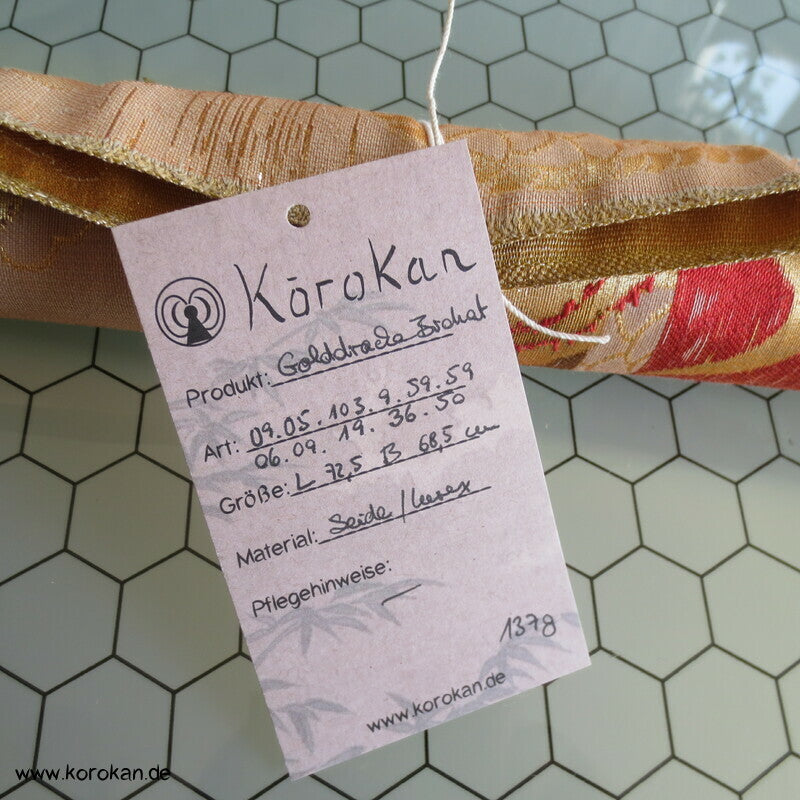 KōroKan
Produkt: Golddrache Brokat
Art: 09.05.103.9.59.59
06.09.19.36.50
Größe: L 72,5 B 68,5 cm
Material: Seide/Lurex
Pflegehinweise: —
137g
www.korokan.de
www.korokan.de